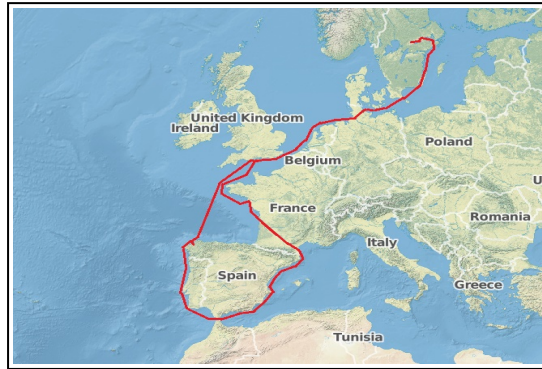 United Kingdom
Ireland
Poland
Belgium
France
Romania
Italy
Spain
Greece
Tunisia
U